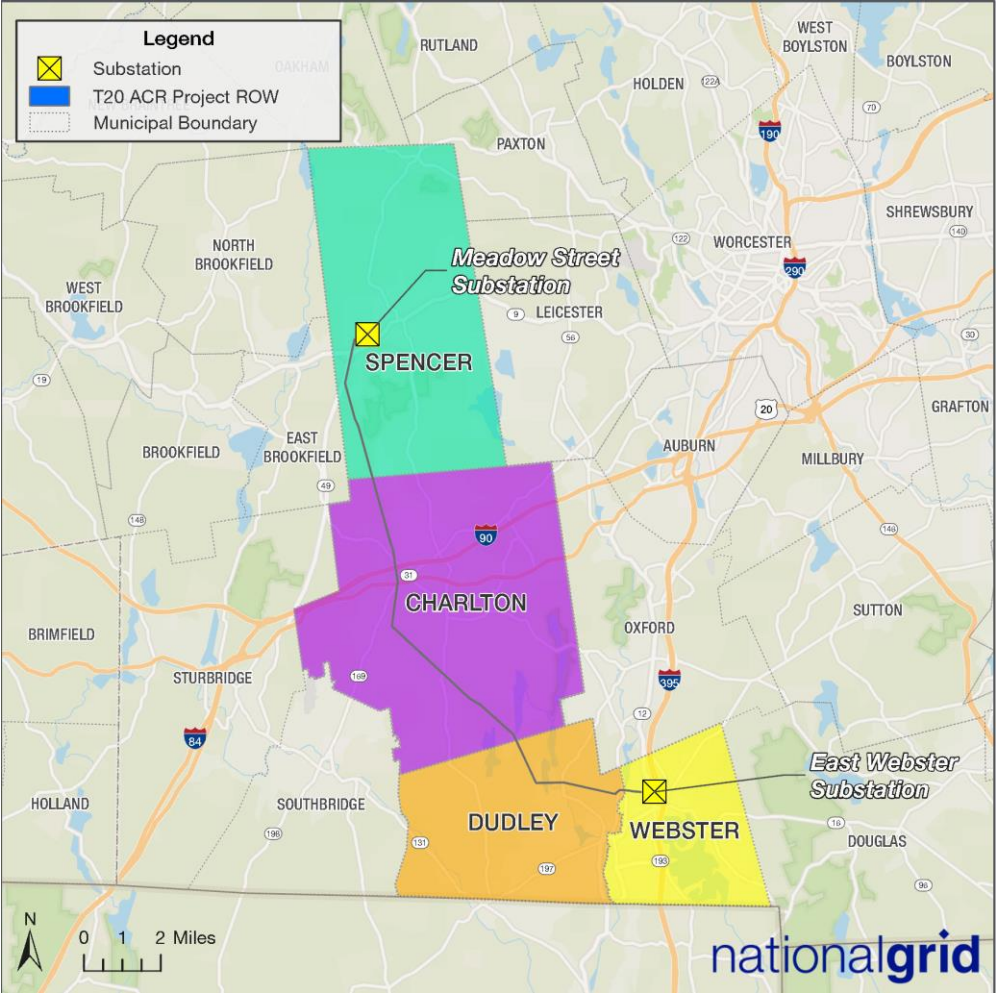 Legend
Substation
T20 ACR Project ROW
Municipal Boundary
OAKHAM
RUTLAND
WEST
BOYLSTON
BOYLSTON
HOLDEN
122A
70
190
PAXTON
SHREWSBURY
140
122
WORCESTER
290
NORTH
BROOKFIELD
Meadow Street
Substation
WEST
BROOKFIELD
9
LEICESTER
56
30
SPENCER
19
20
GRAFTON
BROOKFIELD
EAST
BROOKFIELD
AUBURN
MILLBURY
49
148
90
146
31
CHARLTON
SUTTON
BRIMFIELD
OXFORD
STURBRIDGE
169
395
12
84
East Webster
Substation
HOLLAND
SOUTHBRIDGE
DUDLEY
WEBSTER
16
DOUGLAS
198
131
197
193
96
N
0 1 2 Miles
nationalgrid